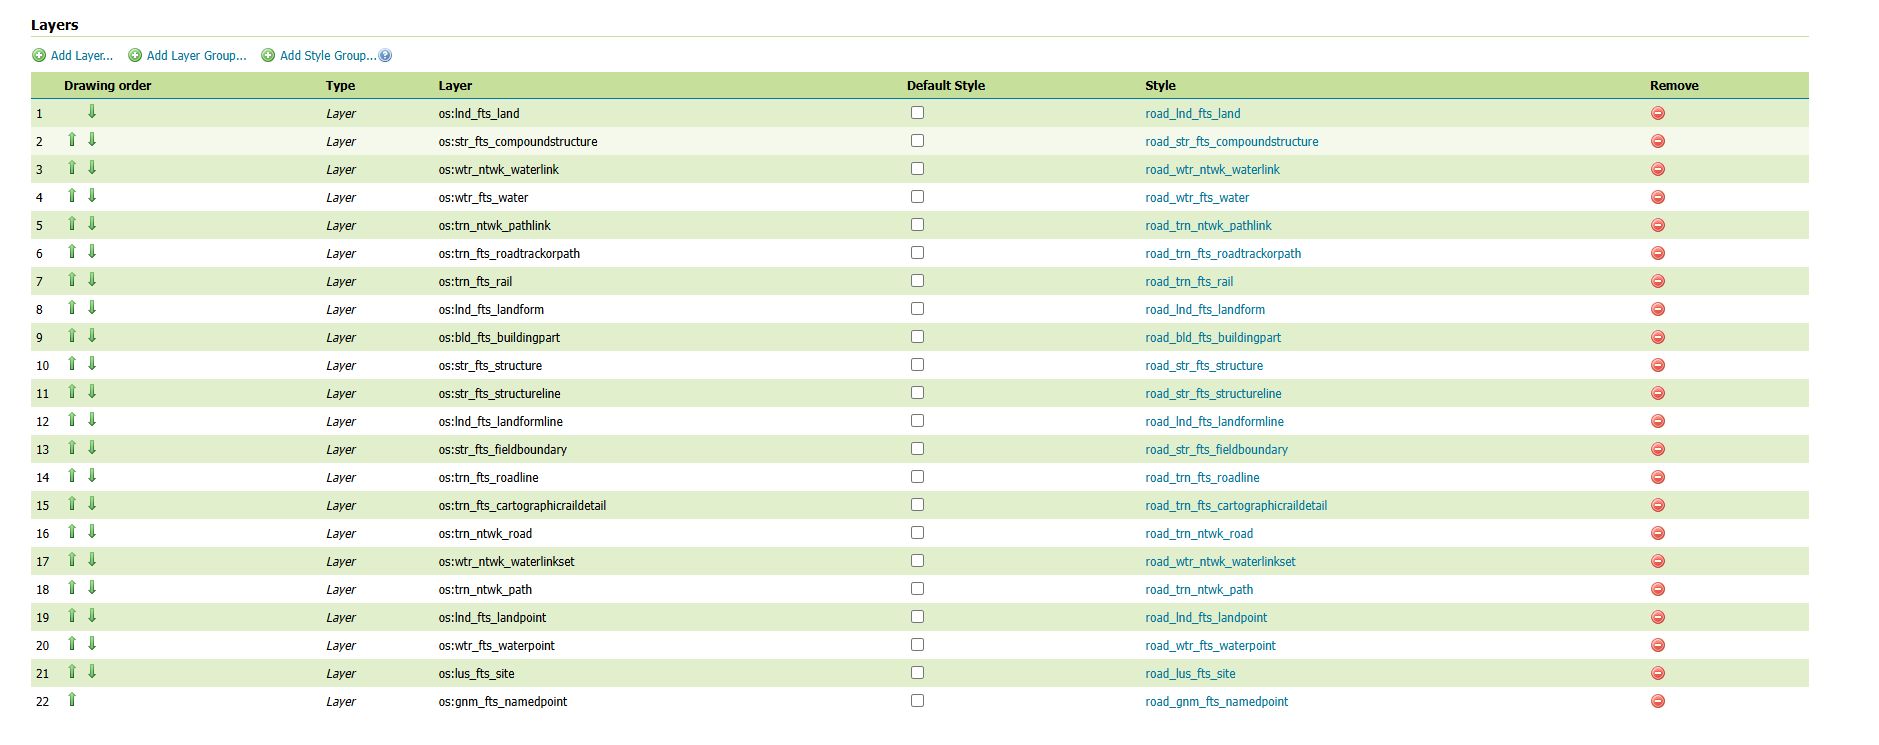 Layers
Add Layer... Add Layer Group... Add Style Group...
Drawing order Type Layer Default Style Style Remove
1 Layer os:lnd_fts_land road_lnd_fts_land
2 Layer os:str_fts_compoundstructure road_str_fts_compoundstructure
3 Layer os:wtr_ntwk_waterlink road_wtr_ntwk_waterlink
4 Layer os:wtr_fts_water road_wtr_fts_water
5 Layer os:trn_ntwk_pathlink road_trn_ntwk_pathlink
6 Layer os:trn_fts_roadtrackorpath road_trn_fts_roadtrackorpath
7 Layer os:trn_fts_rail road_trn_fts_rail
8 Layer os:lnd_fts_landform road_lnd_fts_landform
9 Layer os:bld_fts_buildingpart road_bld_fts_buildingpart
10 Layer os:str_fts_structure road_str_fts_structure
11 Layer os:str_fts_structureline road_str_fts_structureline
12 Layer os:lnd_fts_landformline road_lnd_fts_landformline
13 Layer os:str_fts_fieldboundary road_str_fts_fieldboundary
14 Layer os:trn_fts_roadline road_trn_fts_roadline
15 Layer os:trn_fts_cartographicraildetail road_trn_fts_cartographicraildetail
16 Layer os:trn_ntwk_road road_trn_ntwk_road
17 Layer os:wtr_ntwk_waterlinkset road_wtr_ntwk_waterlinkset
18 Layer os:trn_ntwk_path road_trn_ntwk_path
19 Layer os:lnd_fts_landpoint road_lnd_fts_landpoint
20 Layer os:wtr_fts_waterpoint road_wtr_fts_waterpoint
21 Layer os:lus_fts_site road_lus_fts_site
22 Layer os:gnm_fts_namedpoint road_gnm_fts_namedpoint